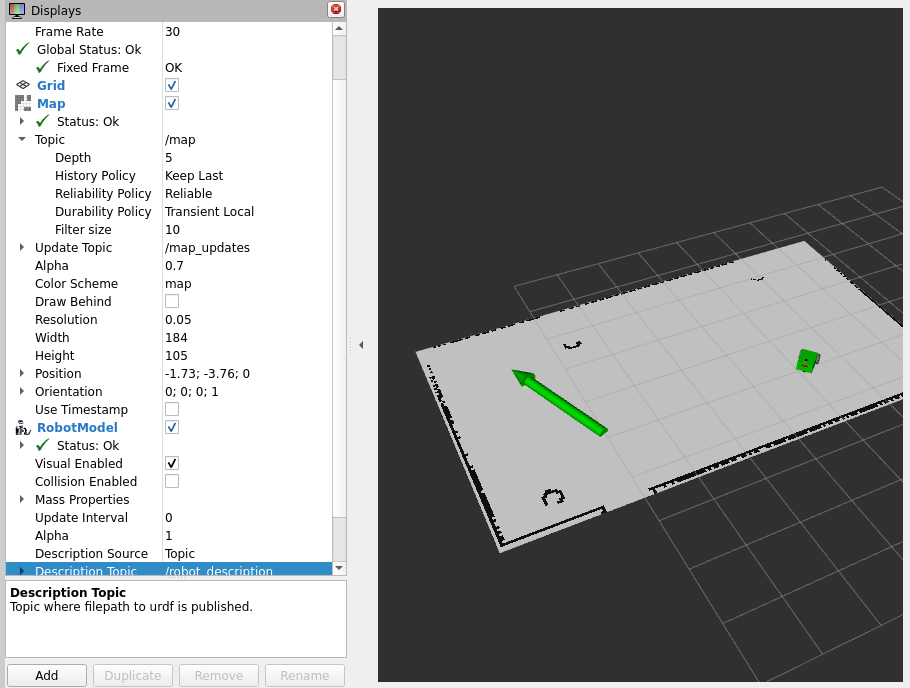 Displays
Frame Rate 30
Global Status: Ok
Fixed Frame OK
Grid
Map
Status: Ok
Topic /map
Depth 5
History Policy Keep Last
Reliability Policy Reliable
Durability Policy Transient Local
Filter size 10
Update Topic /map_updates
Alpha 0.7
Color Scheme map
Draw Behind
Resolution 0.05
Width 184
Height 105
Position -1.73; -3.76; 0
Orientation 0; 0; 0; 1
Use Timestamp
RobotModel
Status: Ok
Visual Enabled
Collision Enabled
Mass Properties
Update Interval 0
Alpha 1
Description Source Topic
Description Topic /robot_description
Description Topic
Topic where filepath to urdf is published.
Add Duplicate Remove Rename